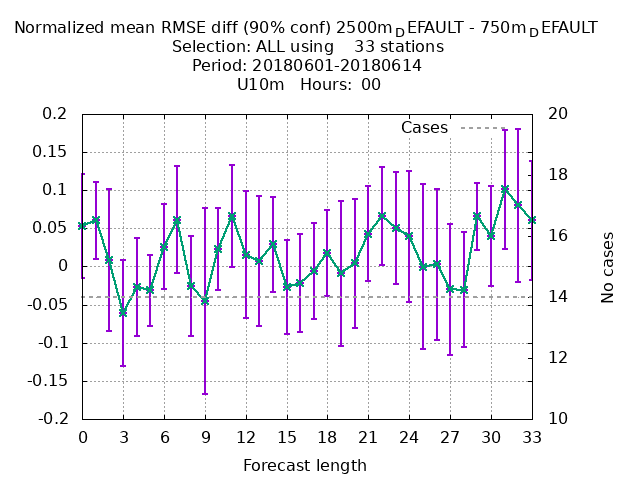 Normalized mean RMSE diff (90% conf) 2500m_DEFAULT - 750m_DEFAULT
Selection: ALL using    33 stations
Period: 20180601-20180614
U10m   Hours:  00
Cases
0.2
0.15
0.1
0.05
0
-0.05
-0.1
-0.15
-0.2
20
18
16
14
12
10
No cases
0 3 6 9 12 15 18 21 24 27 30 33
Forecast length